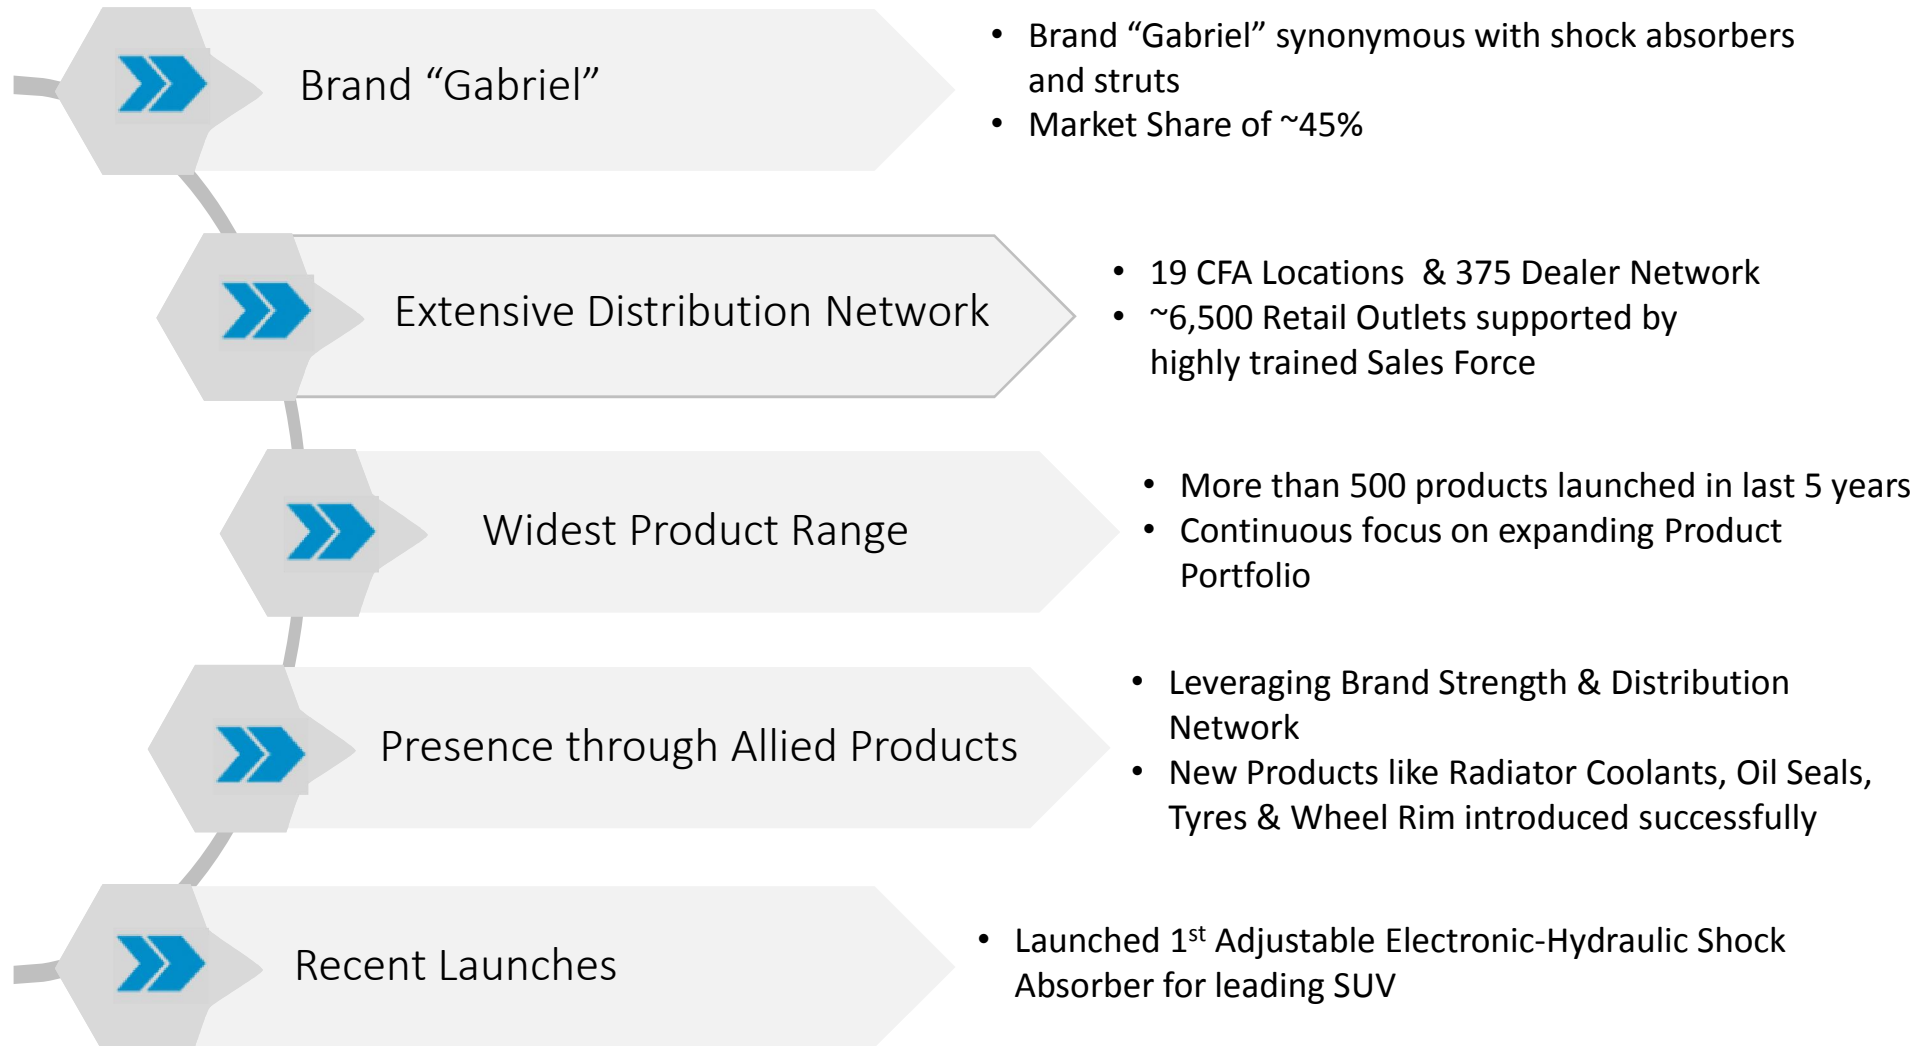 Brand “Gabriel”
• Brand “Gabriel” synonymous with shock absorbers
and struts
• Market Share of ~45%
Extensive Distribution Network
• 19 CFA Locations & 375 Dealer Network
• ~6,500 Retail Outlets supported by
highly trained Sales Force
Widest Product Range
• More than 500 products launched in last 5 years
• Continuous focus on expanding Product
Portfolio
Presence through Allied Products
• Leveraging Brand Strength & Distribution
Network
• New Products like Radiator Coolants, Oil Seals,
Tyres & Wheel Rim introduced successfully
Recent Launches
• Launched 1st Adjustable Electronic-Hydraulic Shock
Absorber for leading SUV